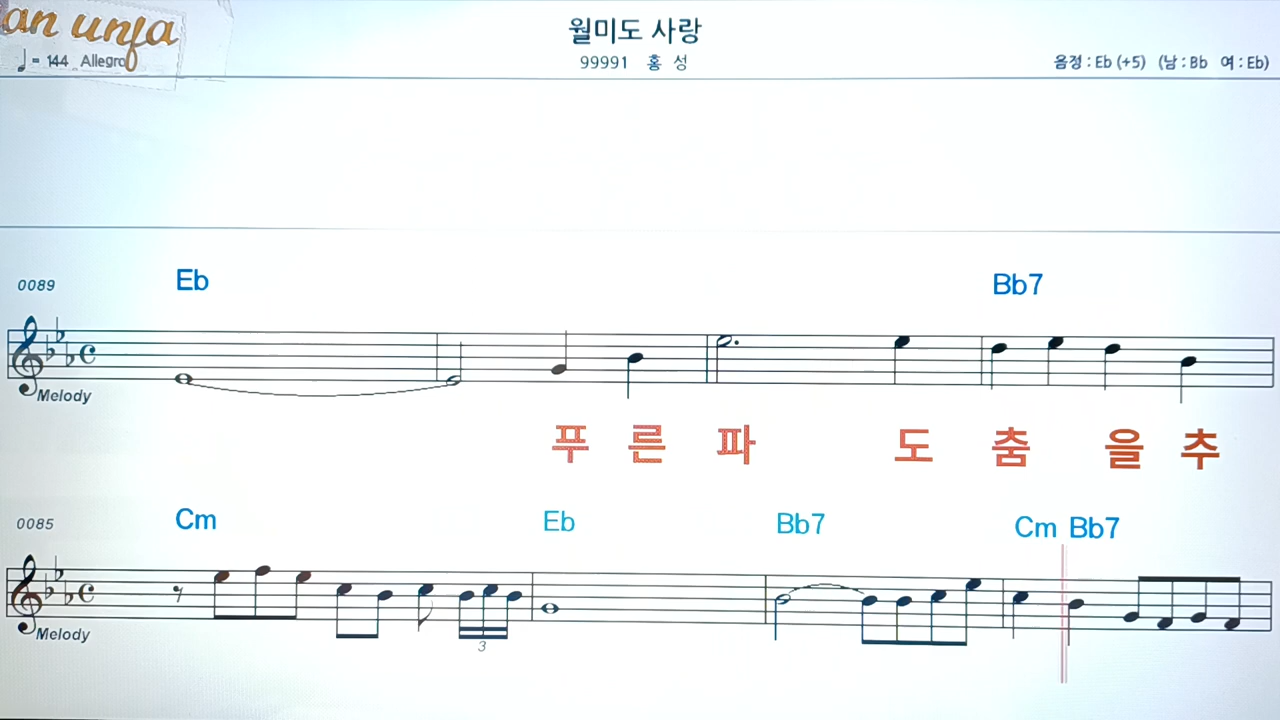 an unja
♩ = 144 Allegro
월미도 사랑
99991 홍 성
음정 : Eb (+5) (남 : Bb 여 : Eb)
0089 Eb Bb7
Melody
푸 른 파 도 춤 을 추
0085 Cm Eb Bb7 Cm Bb7
Melody
3